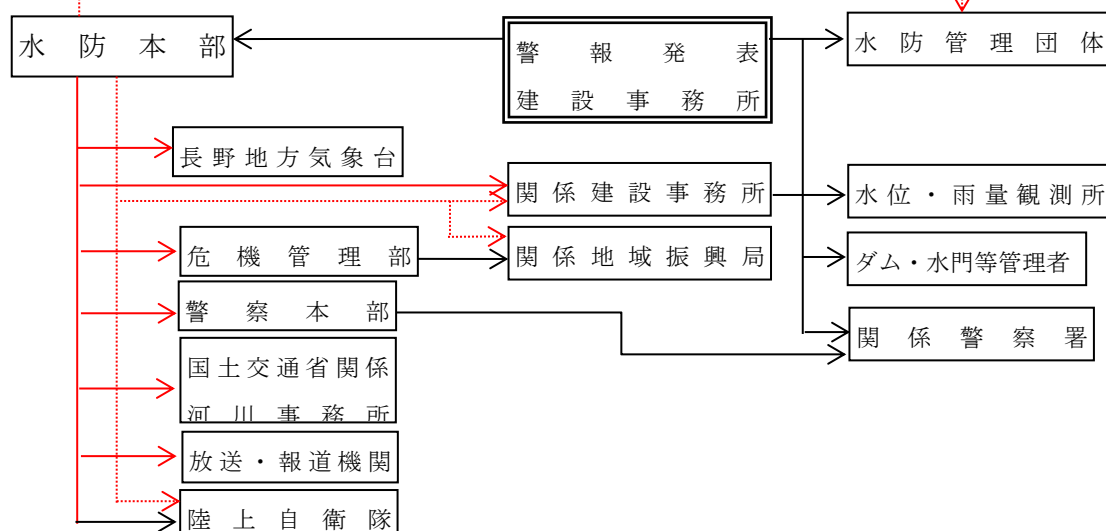 水防本部
警報発表
建設事務所
水防管理団体
長野地方気象台
関係建設事務所
水位・雨量観測所
危機管理部
関係地域振興局
ダム・水門等管理者
警察本部
関係警察署
国土交通省関係
河川事務所
放送・報道機関
陸上自衛隊